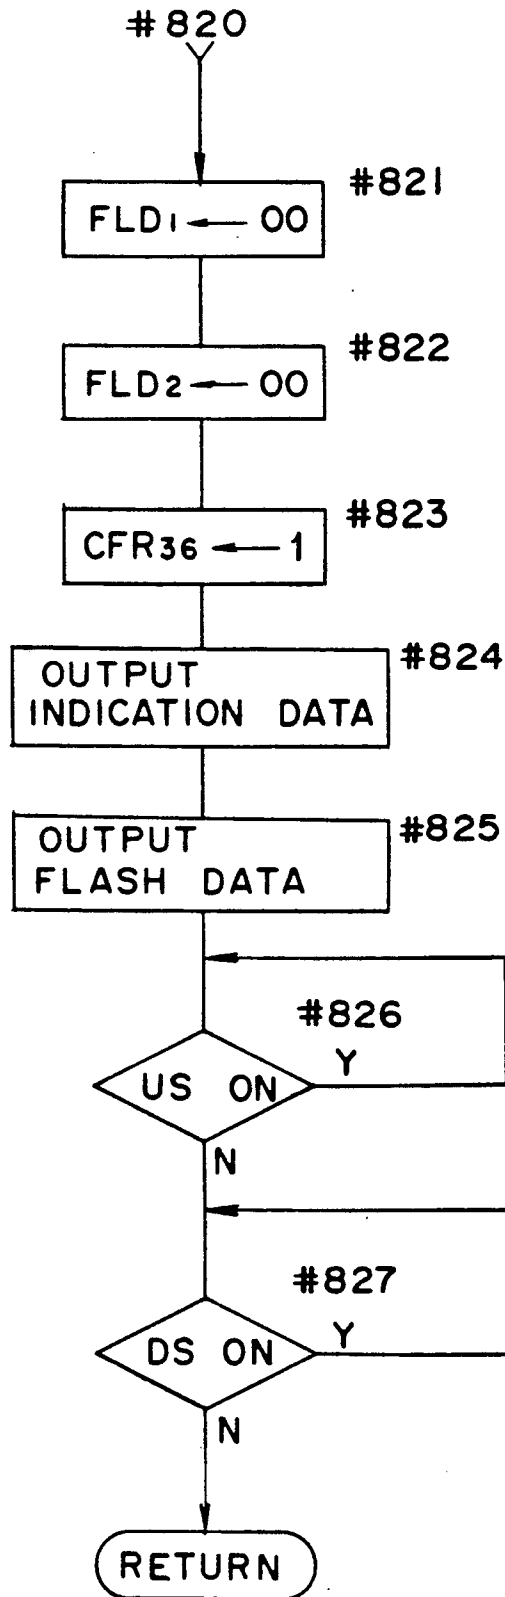 #820
#821
FLD1 ← 00
#822
FLD2 ← 00
#823
CFR36 ← 1
#824
OUTPUT
INDICATION DATA
#825
OUTPUT
FLASH DATA
#826
US ON
Y
N
#827
DS ON
Y
N
RETURN